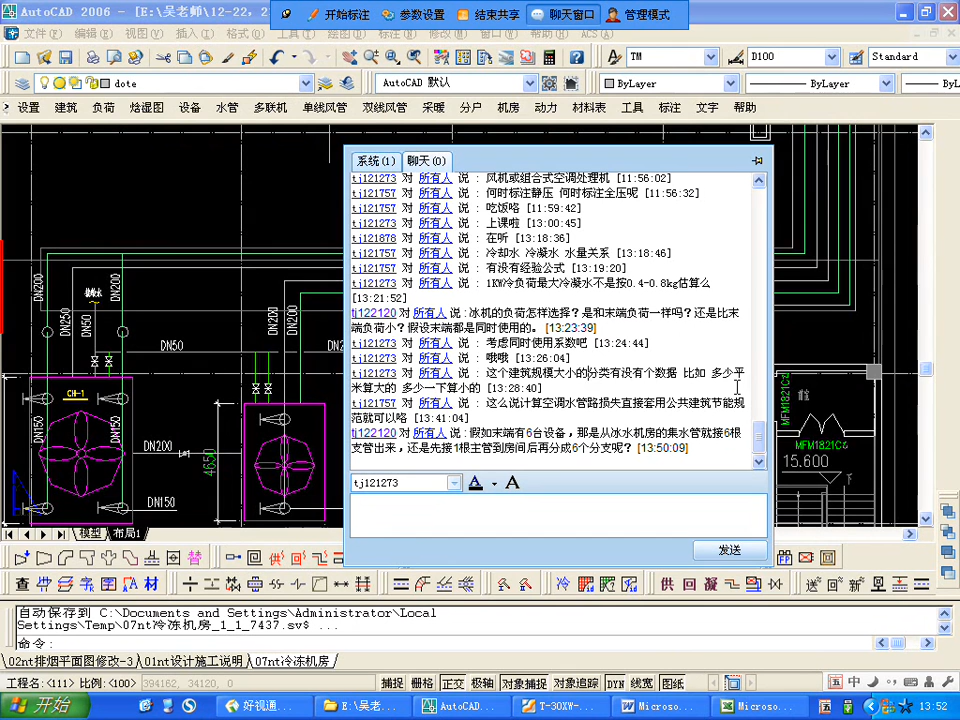 AutoCAD 2006 - [E:\吴老师\12-22, 2
开始标注 参数设置 结束共享 聊天窗口 管理模式
文件(F) 编辑(E) 视图(V) 插入(I) 格式(O) 工具(T) 绘图(D) 标注(N) 修改(M) 窗口(W) 帮助(H) ACS(A)
TM D100 Standard
dote AutoCAD 默认 ByLayer ByLayer ByL
设置 建筑 负荷 焓湿图 设备 水管 多联机 单线风管 双线风管 采暖 分户 机房 动力 材料表 工具 标注 文字 帮助
系统(1) 聊天(0)
tj121273 对 所有人 说 : 风机或组合式空调处理机 [11:56:02]
tj121757 对 所有人 说 : 何时标注静压 何时标注全压呢 [11:56:32]
tj121757 对 所有人 说 : 吃饭咯 [11:59:42]
tj121273 对 所有人 说 : 上课啦 [13:00:45]
tj121878 对 所有人 说 : 在听 [13:18:36]
tj121757 对 所有人 说 : 冷却水 冷凝水 水量关系 [13:18:46]
tj121757 对 所有人 说 : 有没有经验公式 [13:19:20]
tj121273 对 所有人 说 : 1KW冷负荷最大冷凝水不是按0.4-0.8kg估算么
[13:21:52]
tj122120 对 所有人 说 :冰机的负荷怎样选择？是和末端负荷一样吗？还是比末
端负荷小？假设末端都是同时使用的。 [13:23:39]
tj121273 对 所有人 说 : 考虑同时使用系数吧 [13:24:44]
tj121273 对 所有人 说 : 哦哦 [13:26:04]
tj121273 对 所有人 说 : 这个建筑规模大小的分类有没有个数据 比如 多少平
米算大的 多少一下算小的 [13:28:40]
tj121757 对 所有人 说 : 这么说计算空调水管路损失直接套用公共建筑节能规
范就可以咯 [13:41:04]
tj122120 对 所有人 说 :假如末端有6台设备，那是从冰水机房的集水管就接6根
支管出来，还是先接1根主管到房间后再分成6个分支呢？ [13:50:09]
tj121273
A A
发送
DN200 DN250 DN50 DN200
DN50
DN200 DN200
DN2
CH-1
DN150 DN150
DN200
DN150
4650
MFM1821C
MFM1821C
15.600
模型 布局1
查 字 材
供 回 凝 送 回 新
自动保存到 C:\Documents and Settings\Administrator\Local
Settings\Temp\07nt冷冻机房_1_1_7437.sv$ ...
命令:
02nt排烟平面图修改-3 01nt设计施工说明 07nt冷冻机房
工程名:<111> 比例:<100> 394162, 34120, 0 捕捉 栅格 正交 极轴 对象捕捉 对象追踪 DYN 线宽 图纸
开始 好视通... E:\吴老... AutoCAD... T-30XW-... Microso... Microso... 13:52